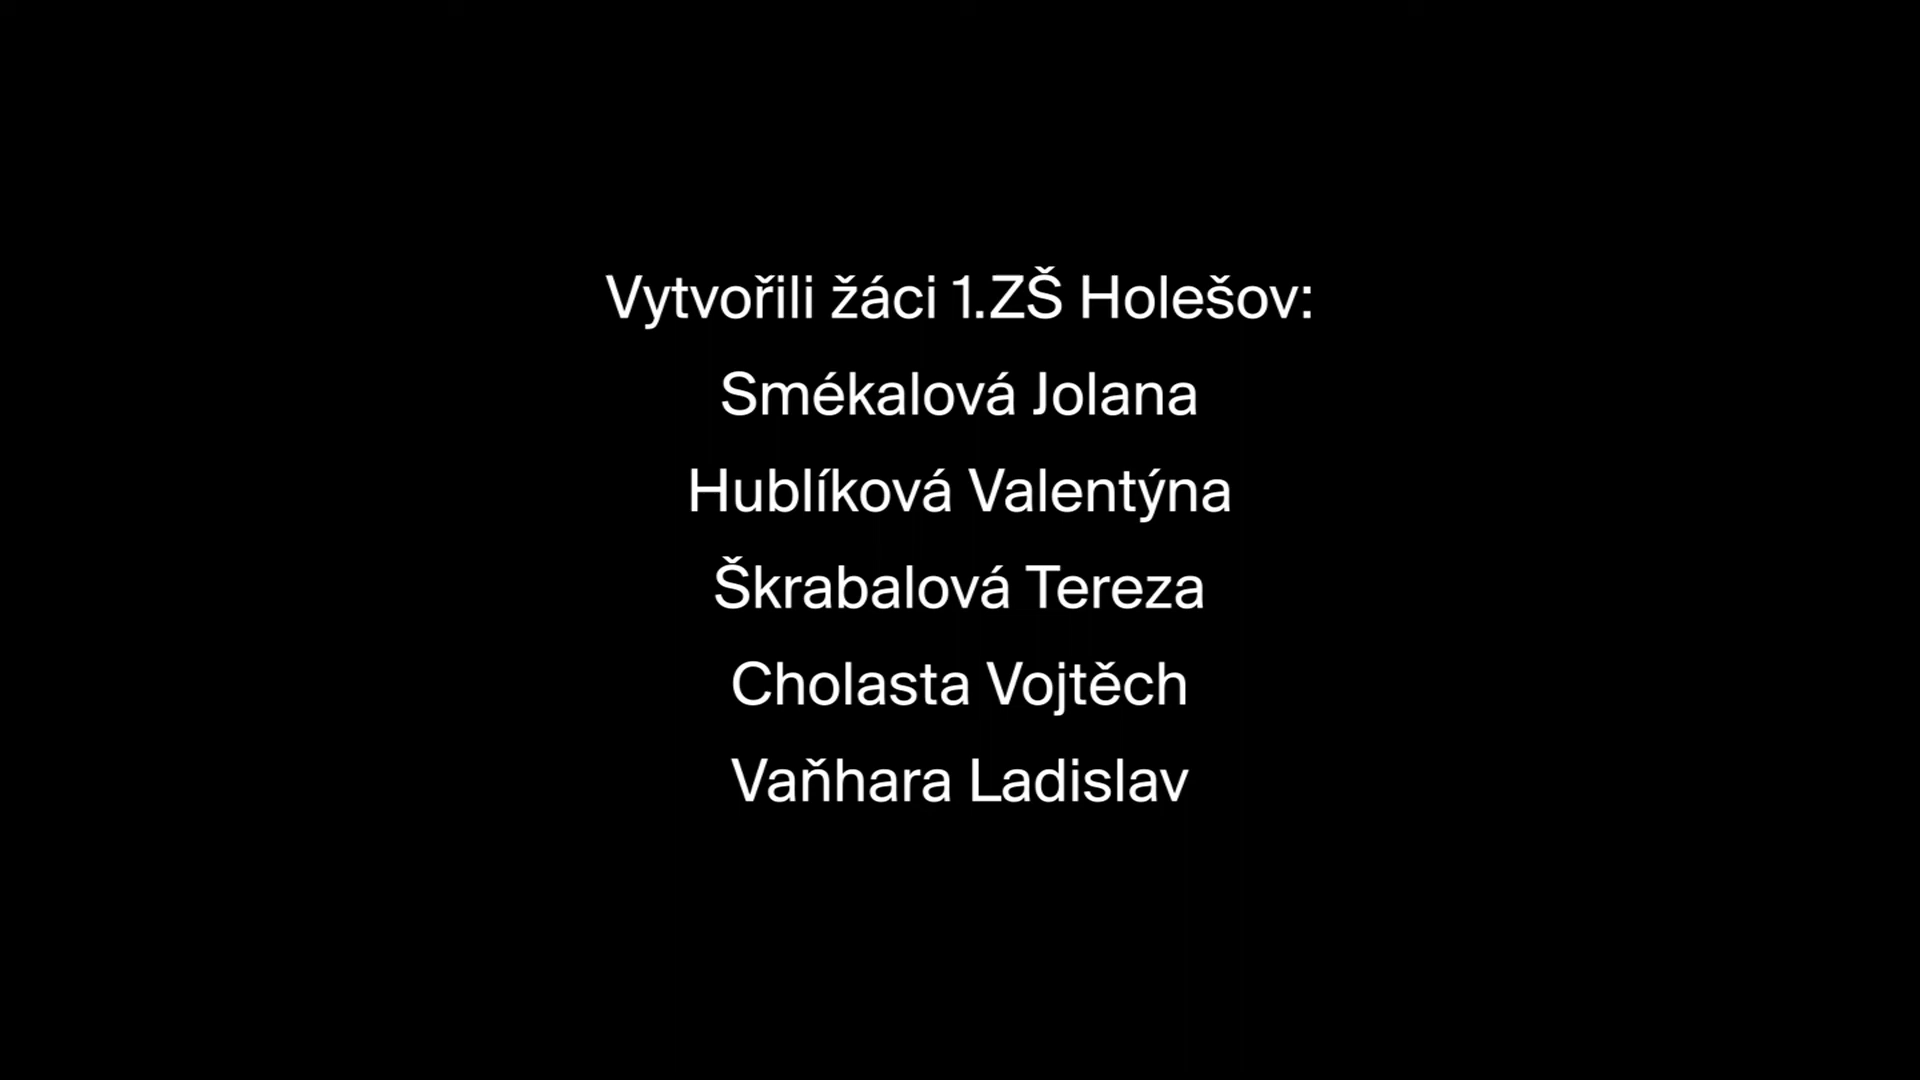 Vytvořili žáci 1.ZŠ Holešov:
Smékalová Jolana
Hublíková Valentýna
Škrabalová Tereza
Cholasta Vojtěch
Vaňhara Ladislav